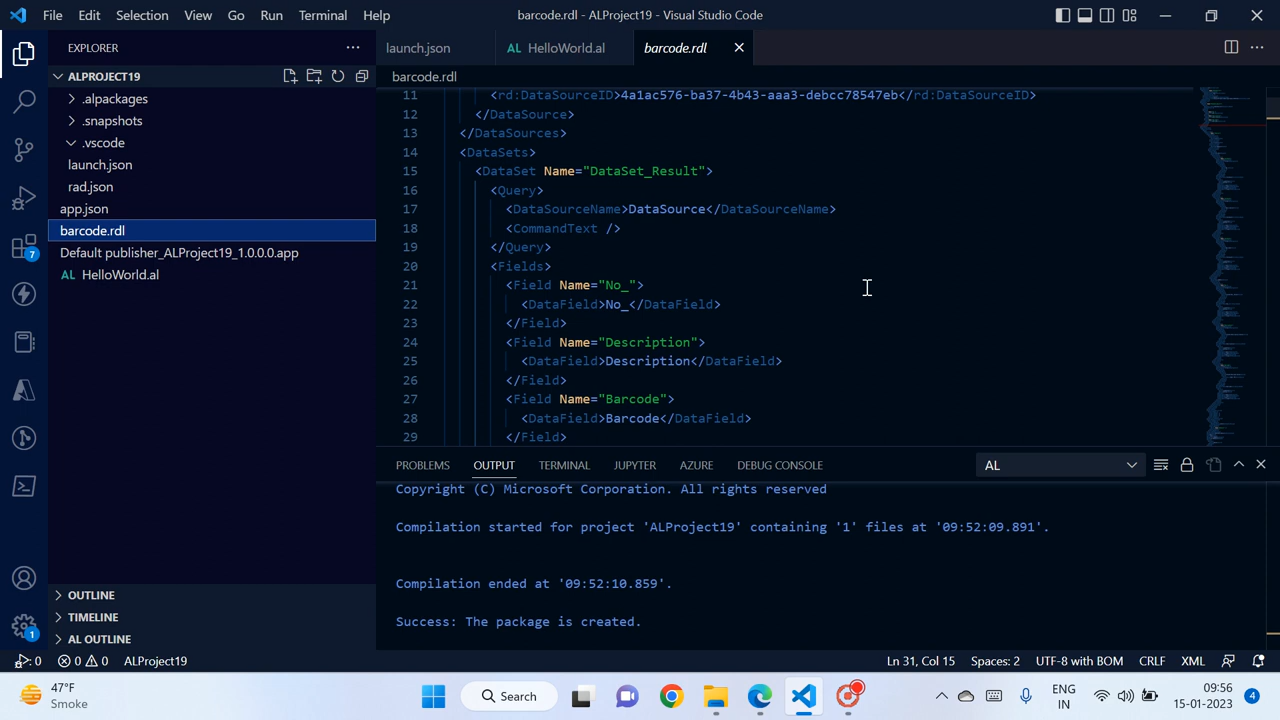 File Edit Selection View Go Run Terminal Help
barcode.rdl - ALProject19 - Visual Studio Code
EXPLORER
ALPROJECT19
.alpackages
.snapshots
.vscode
launch.json
rad.json
app.json
barcode.rdl
Default publisher_ALProject19_1.0.0.0.app
AL HelloWorld.al
OUTLINE
TIMELINE
AL OUTLINE
7
1
launch.json
AL HelloWorld.al
barcode.rdl
barcode.rdl
11 <rd:DataSourceID>4a1ac576-ba37-4b43-aaa3-debcc78547eb</rd:DataSourceID>
12 </DataSource>
13 </DataSources>
14 <DataSets>
15 <DataSet Name="DataSet_Result">
16 <Query>
17 <DataSourceName>DataSource</DataSourceName>
18 <CommandText />
19 </Query>
20 <Fields>
21 <Field Name="No_">
22 <DataField>No_</DataField>
23 </Field>
24 <Field Name="Description">
25 <DataField>Description</DataField>
26 </Field>
27 <Field Name="Barcode">
28 <DataField>Barcode</DataField>
29 </Field>
PROBLEMS OUTPUT TERMINAL JUPYTER AZURE DEBUG CONSOLE
AL
Copyright (C) Microsoft Corporation. All rights reserved
Compilation started for project 'ALProject19' containing '1' files at '09:52:09.891'.
Compilation ended at '09:52:10.859'.
Success: The package is created.
: 0
0 0 ALProject19
Ln 31, Col 15 Spaces: 2 UTF-8 with BOM CRLF XML
47°F
Smoke
Search
ENG
IN
09:56
15-01-2023
4